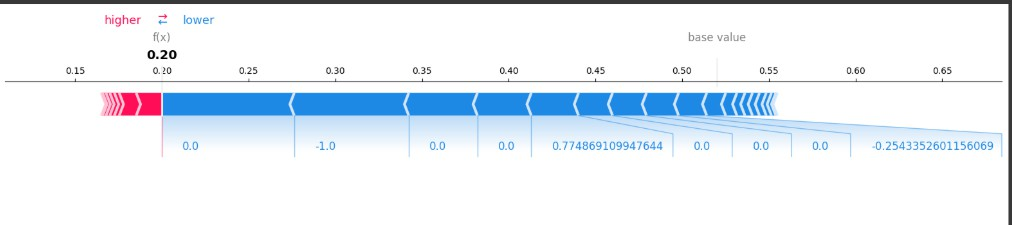 higher ⇄ lower
f(x)
base value
0.20
0.15 0.20 0.25 0.30 0.35 0.40 0.45 0.50 0.55 0.60 0.65
0.0 -1.0 0.0 0.0 0.774869109947644 0.0 0.0 0.0 -0.2543352601156069